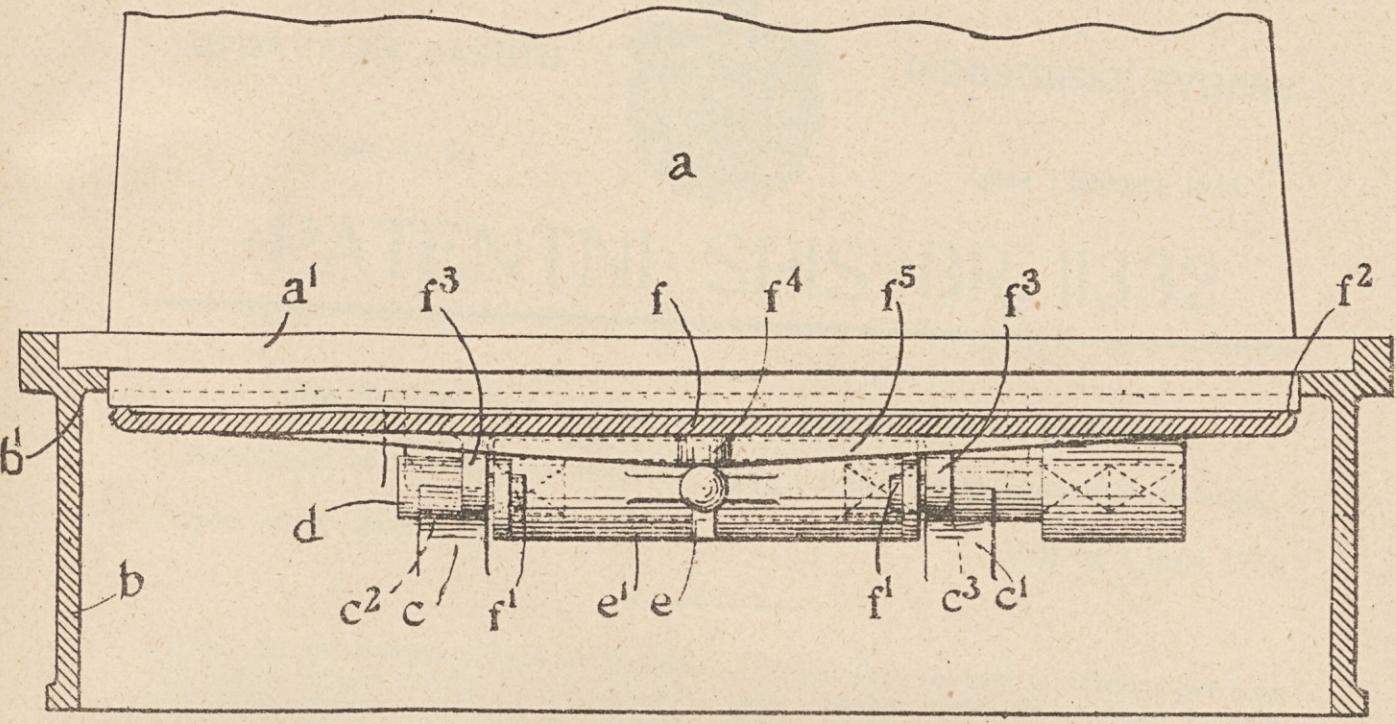 a
a¹ f³ f f⁴ f⁵ f³ f²
b¹
d
b c² c f¹ e¹ e f¹ c³ c¹